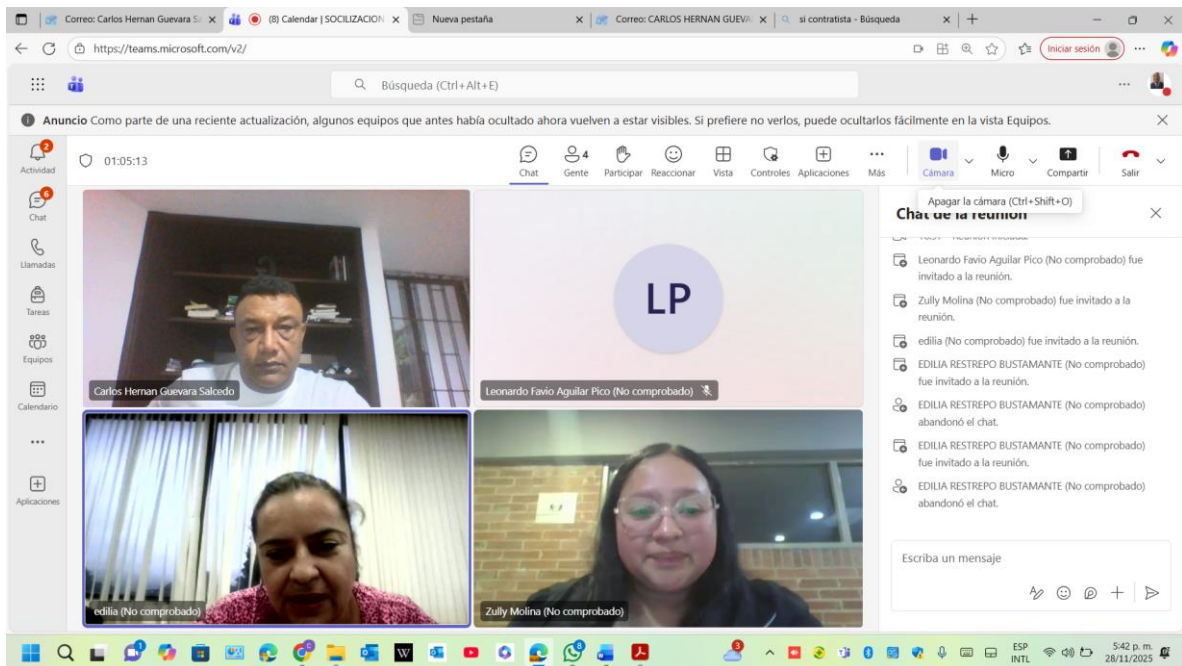 Correo: Carlos Hernan Guevara Sa
(8) Calendar | SOCILIZACION
Nueva pestaña
Correo: CARLOS HERNAN GUEVA
si contratista - Búsqueda
https://teams.microsoft.com/v2/
Iniciar sesión
Búsqueda (Ctrl+Alt+E)
Anuncio Como parte de una reciente actualización, algunos equipos que antes había ocultado ahora vuelven a estar visibles. Si prefiere no verlos, puede ocultarlos fácilmente en la vista Equipos.
2
Actividad
6
Chat
Llamadas
Tareas
Equipos
Calendario
Aplicaciones
01:05:13
Chat
4
Gente
Participar
Reaccionar
Vista
Controles
Aplicaciones
Más
Cámara
Micro
Compartir
Salir
Apagar la cámara (Ctrl+Shift+O)
Carlos Hernan Guevara Salcedo
LP
Leonardo Favio Aguilar Pico (No comprobado)
edilia (No comprobado)
Zully Molina (No comprobado)
Chat de la reunión
Leonardo Favio Aguilar Pico (No comprobado) fue
invitado a la reunión.
Zully Molina (No comprobado) fue invitado a la
reunión.
edilia (No comprobado) fue invitado a la reunión.
EDILIA RESTREPO BUSTAMANTE (No comprobado)
fue invitado a la reunión.
EDILIA RESTREPO BUSTAMANTE (No comprobado)
abandonó el chat.
EDILIA RESTREPO BUSTAMANTE (No comprobado)
fue invitado a la reunión.
EDILIA RESTREPO BUSTAMANTE (No comprobado)
abandonó el chat.
Escriba un mensaje
ESP
INTL
5:42 p. m.
28/11/2025